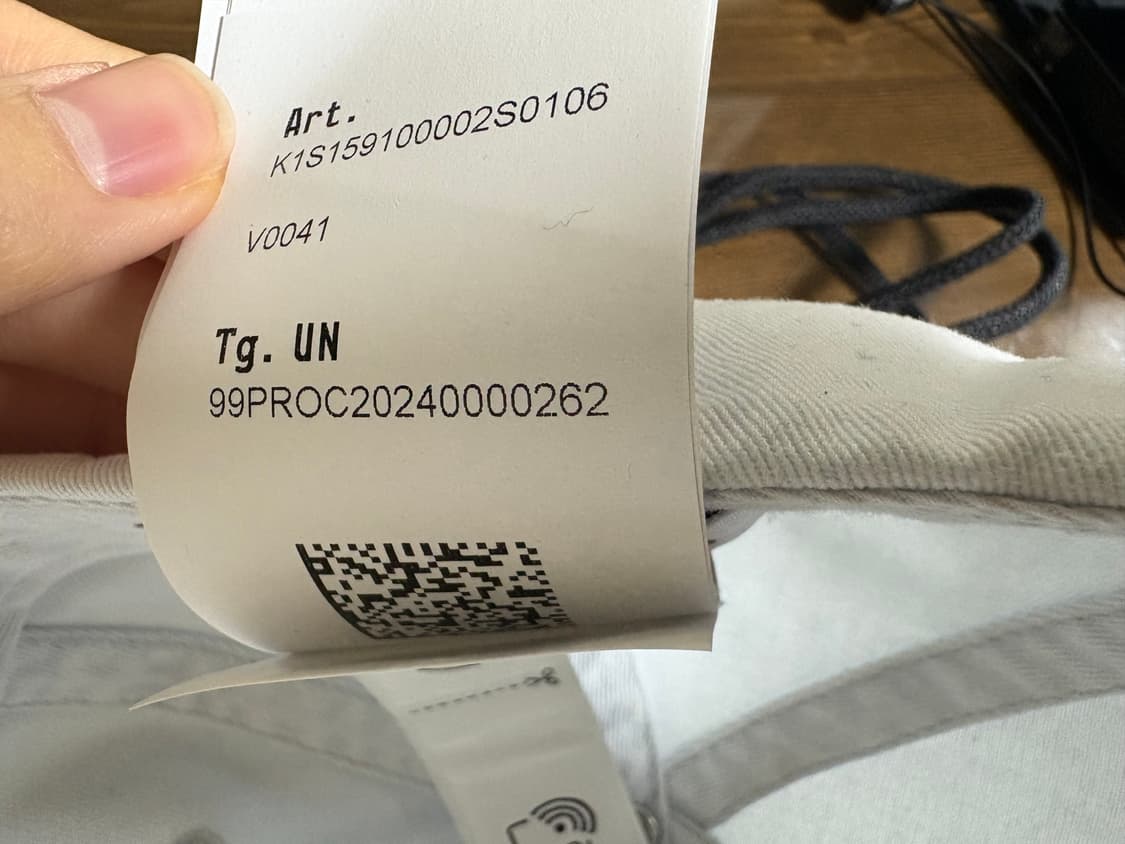 Art.
K1S159100002S0106
V0041
Tg. UN
99PROC20240000262